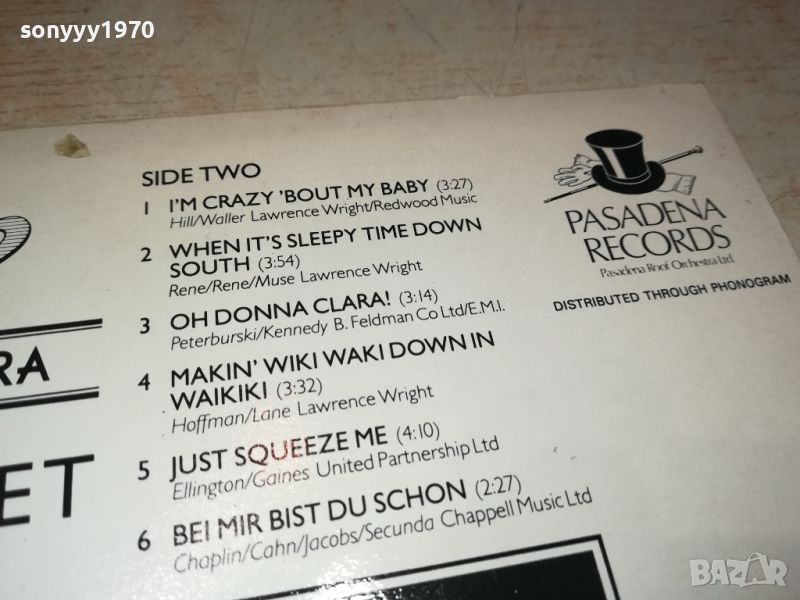 sonyyy1970
SIDE TWO
1 I'M CRAZY 'BOUT MY BABY (3:27)
Hill/Waller Lawrence Wright/Redwood Music
2 WHEN IT'S SLEEPY TIME DOWN
SOUTH (3:54)
Rene/Rene/Muse Lawrence Wright
3 OH DONNA CLARA! (3:14)
Peterburski/Kennedy B. Feldman Co Ltd/E.M.I.
4 MAKIN' WIKI WAKI DOWN IN
WAIKIKI (3:32)
Hoffman/Lane Lawrence Wright
5 JUST SQUEEZE ME (4:10)
Ellington/Gaines United Partnership Ltd
6 BEI MIR BIST DU SCHON (2:27)
Chaplin/Cahn/Jacobs/Secunda Chappell Music Ltd
PASADENA
RECORDS
Pasadena Roof Orchestra Ltd.
DISTRIBUTED THROUGH PHONOGRAM
RA
ET
BAZAR